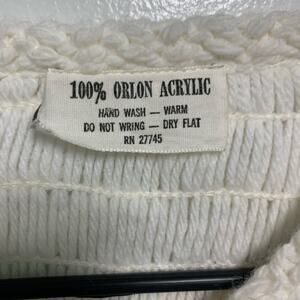 100% ORLON ACRYLIC
HAND WASH — WARM
DO NOT WRING — DRY FLAT
RN 27745